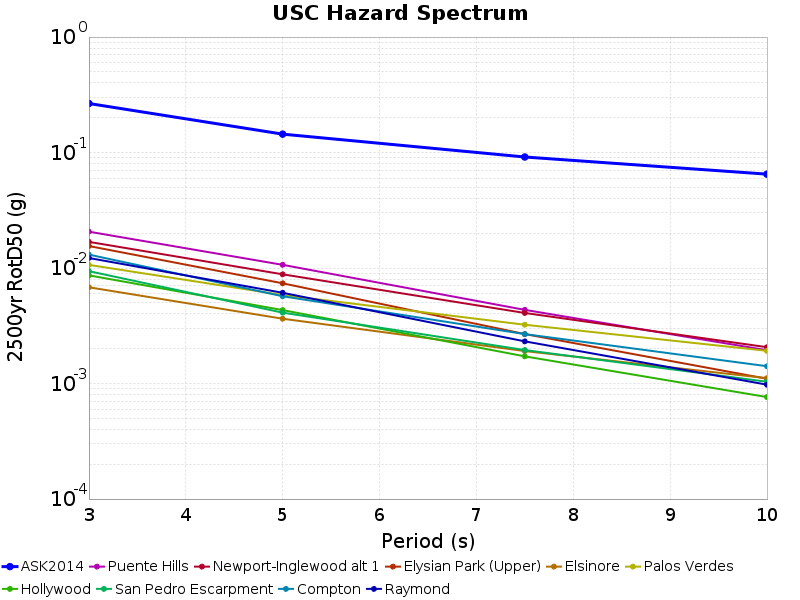 USC Hazard Spectrum
2500yr RotD50 (g)
10^0
10^-1
10^-2
10^-3
10^-4
3 4 5 6 7 8 9 10
Period (s)
ASK2014 Puente Hills Newport-Inglewood alt 1 Elysian Park (Upper) Elsinore Palos Verdes
Hollywood San Pedro Escarpment Compton Raymond